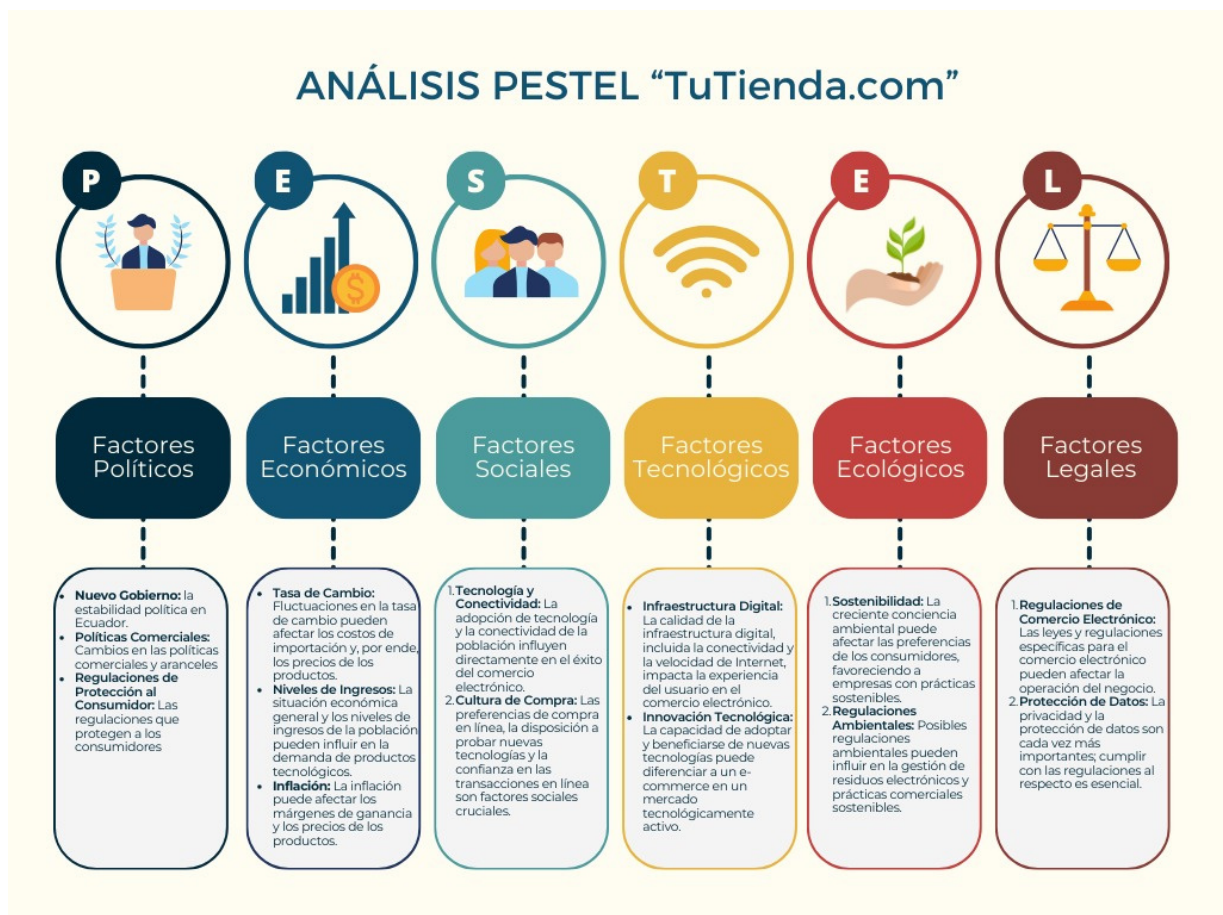 ANÁLISIS PESTEL “TuTienda.com”
P
E
S
T
E
L
Factores
Políticos
Factores
Económicos
Factores
Sociales
Factores
Tecnológicos
Factores
Ecológicos
Factores
Legales
• Nuevo Gobierno: la
estabilidad política en
Ecuador.
• Políticas Comerciales:
Cambios en las políticas
comerciales y aranceles
• Regulaciones de
Protección al
Consumidor: Las
regulaciones que
protegen a los
consumidores
• Tasa de Cambio:
Fluctuaciones en la tasa
de cambio pueden
afectar los costos de
importación y, por ende,
los precios de los
productos.
• Niveles de Ingresos: La
situación económica
general y los niveles de
ingresos de la población
pueden influir en la
demanda de productos
tecnológicos.
• Inflación: La inflación
puede afectar los
márgenes de ganancia
y los precios de los
productos.
1. Tecnología y
Conectividad: La
adopción de tecnología
y la conectividad de la
población influyen
directamente en el éxito
del comercio
electrónico.
2. Cultura de Compra: Las
preferencias de compra
en línea, la disposición a
probar nuevas
tecnologías y la
confianza en las
transacciones en línea
son factores sociales
cruciales.
• Infraestructura Digital:
La calidad de la
infraestructura digital,
incluida la conectividad y
la velocidad de Internet,
impacta la experiencia
del usuario en el
comercio electrónico.
• Innovación Tecnológica:
La capacidad de adoptar
y beneficiarse de nuevas
tecnologías puede
diferenciar a un e-
commerce en un
mercado
tecnológicamente
activo.
1. Sostenibilidad: La
creciente conciencia
ambiental puede
afectar las preferencias
de los consumidores,
favoreciendo a
empresas con prácticas
sostenibles.
2. Regulaciones
Ambientales: Posibles
regulaciones
ambientales pueden
influir en la gestión de
residuos electrónicos y
prácticas comerciales
sostenibles.
1. Regulaciones de
Comercio Electrónico:
Las leyes y regulaciones
específicas para el
comercio electrónico
pueden afectar la
operación del negocio.
2. Protección de Datos: La
privacidad y la
protección de datos son
cada vez más
importantes; cumplir
con las regulaciones al
respecto es esencial.